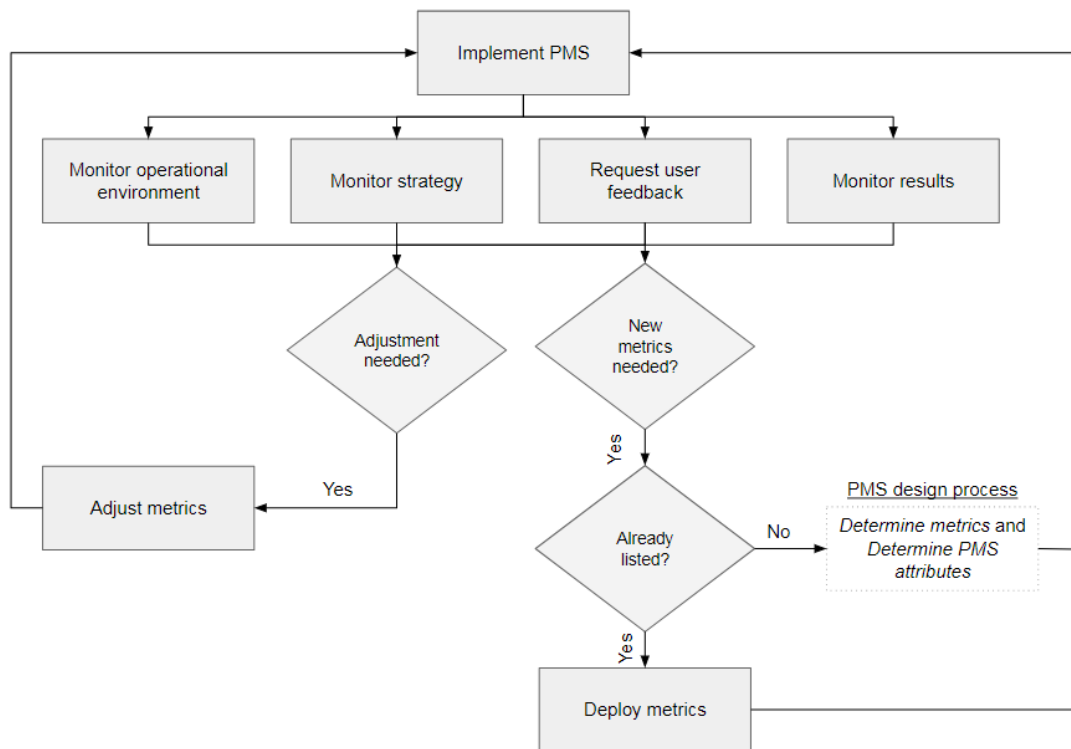 Implement PMS
Monitor operational
environment
Monitor strategy
Request user
feedback
Monitor results
Adjustment
needed?
New
metrics
needed?
Yes
Yes
Adjust metrics
Already
listed?
No
PMS design process
Determine metrics and
Determine PMS
attributes
Yes
Deploy metrics